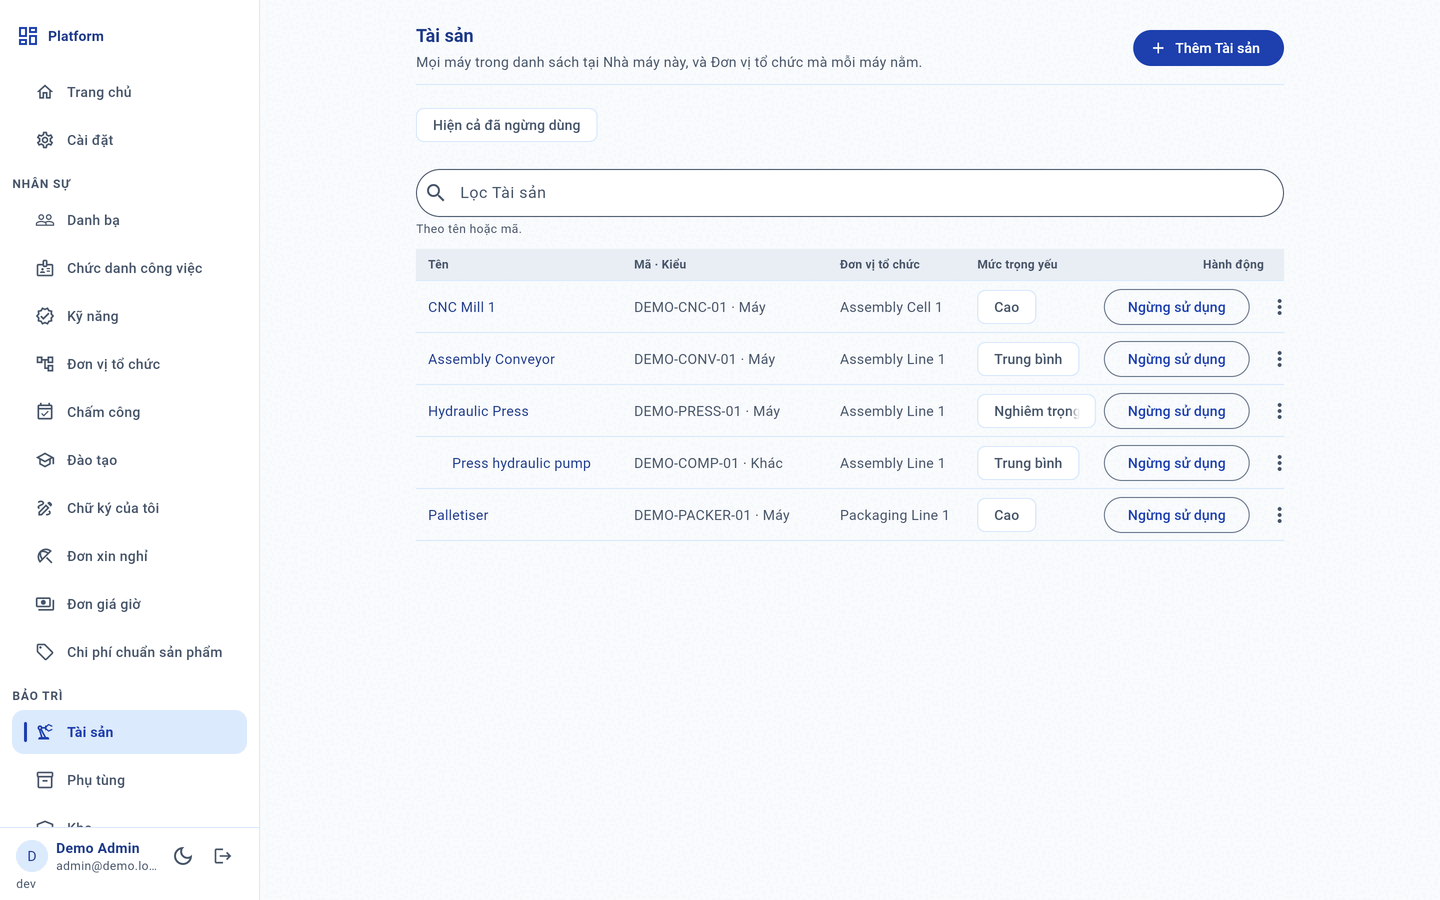 Platform
Trang chủ
Cài đặt
NHÂN SỰ
Danh bạ
Chức danh công việc
Kỹ năng
Đơn vị tổ chức
Chấm công
Đào tạo
Chữ ký của tôi
Đơn xin nghỉ
Đơn giá giờ
Chi phí chuẩn sản phẩm
BẢO TRÌ
Tài sản
Phụ tùng
D
Demo Admin
admin@demo.lo...
dev
Tài sản
Mọi máy trong danh sách tại Nhà máy này, và Đơn vị tổ chức mà mỗi máy nằm.
Thêm Tài sản
Hiện cả đã ngừng dùng
Lọc Tài sản
Theo tên hoặc mã.
Tên Mã · Kiểu Đơn vị tổ chức Mức trọng yếu Hành động
CNC Mill 1 DEMO-CNC-01 · Máy Assembly Cell 1 Cao Ngừng sử dụng
Assembly Conveyor DEMO-CONV-01 · Máy Assembly Line 1 Trung bình Ngừng sử dụng
Hydraulic Press DEMO-PRESS-01 · Máy Assembly Line 1 Nghiêm trọng Ngừng sử dụng
Press hydraulic pump DEMO-COMP-01 · Khác Assembly Line 1 Trung bình Ngừng sử dụng
Palletiser DEMO-PACKER-01 · Máy Packaging Line 1 Cao Ngừng sử dụng